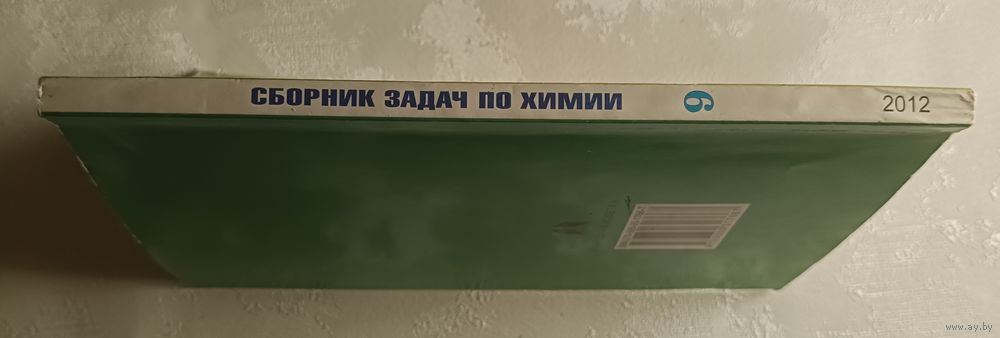 СБОРНИК ЗАДАЧ ПО ХИМИИ 9 2012
www.ay.by